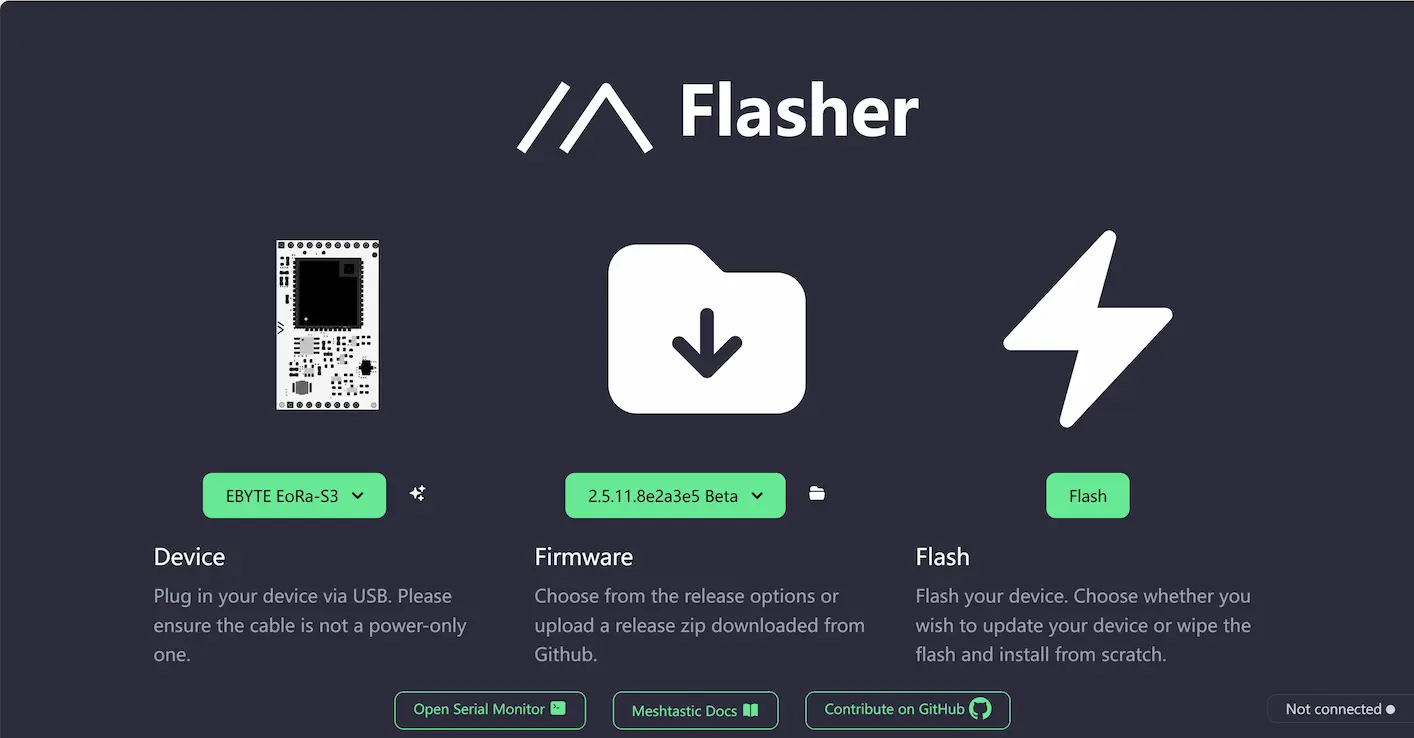 Flasher
EBYTE EoRa-S3
2.5.11.8e2a3e5 Beta
Flash
Device
Plug in your device via USB. Please
ensure the cable is not a power-only
one.
Firmware
Choose from the release options or
upload a release zip downloaded from
Github.
Flash
Flash your device. Choose whether you
wish to update your device or wipe the
flash and install from scratch.
Open Serial Monitor
Meshtastic Docs
Contribute on GitHub
Not connected